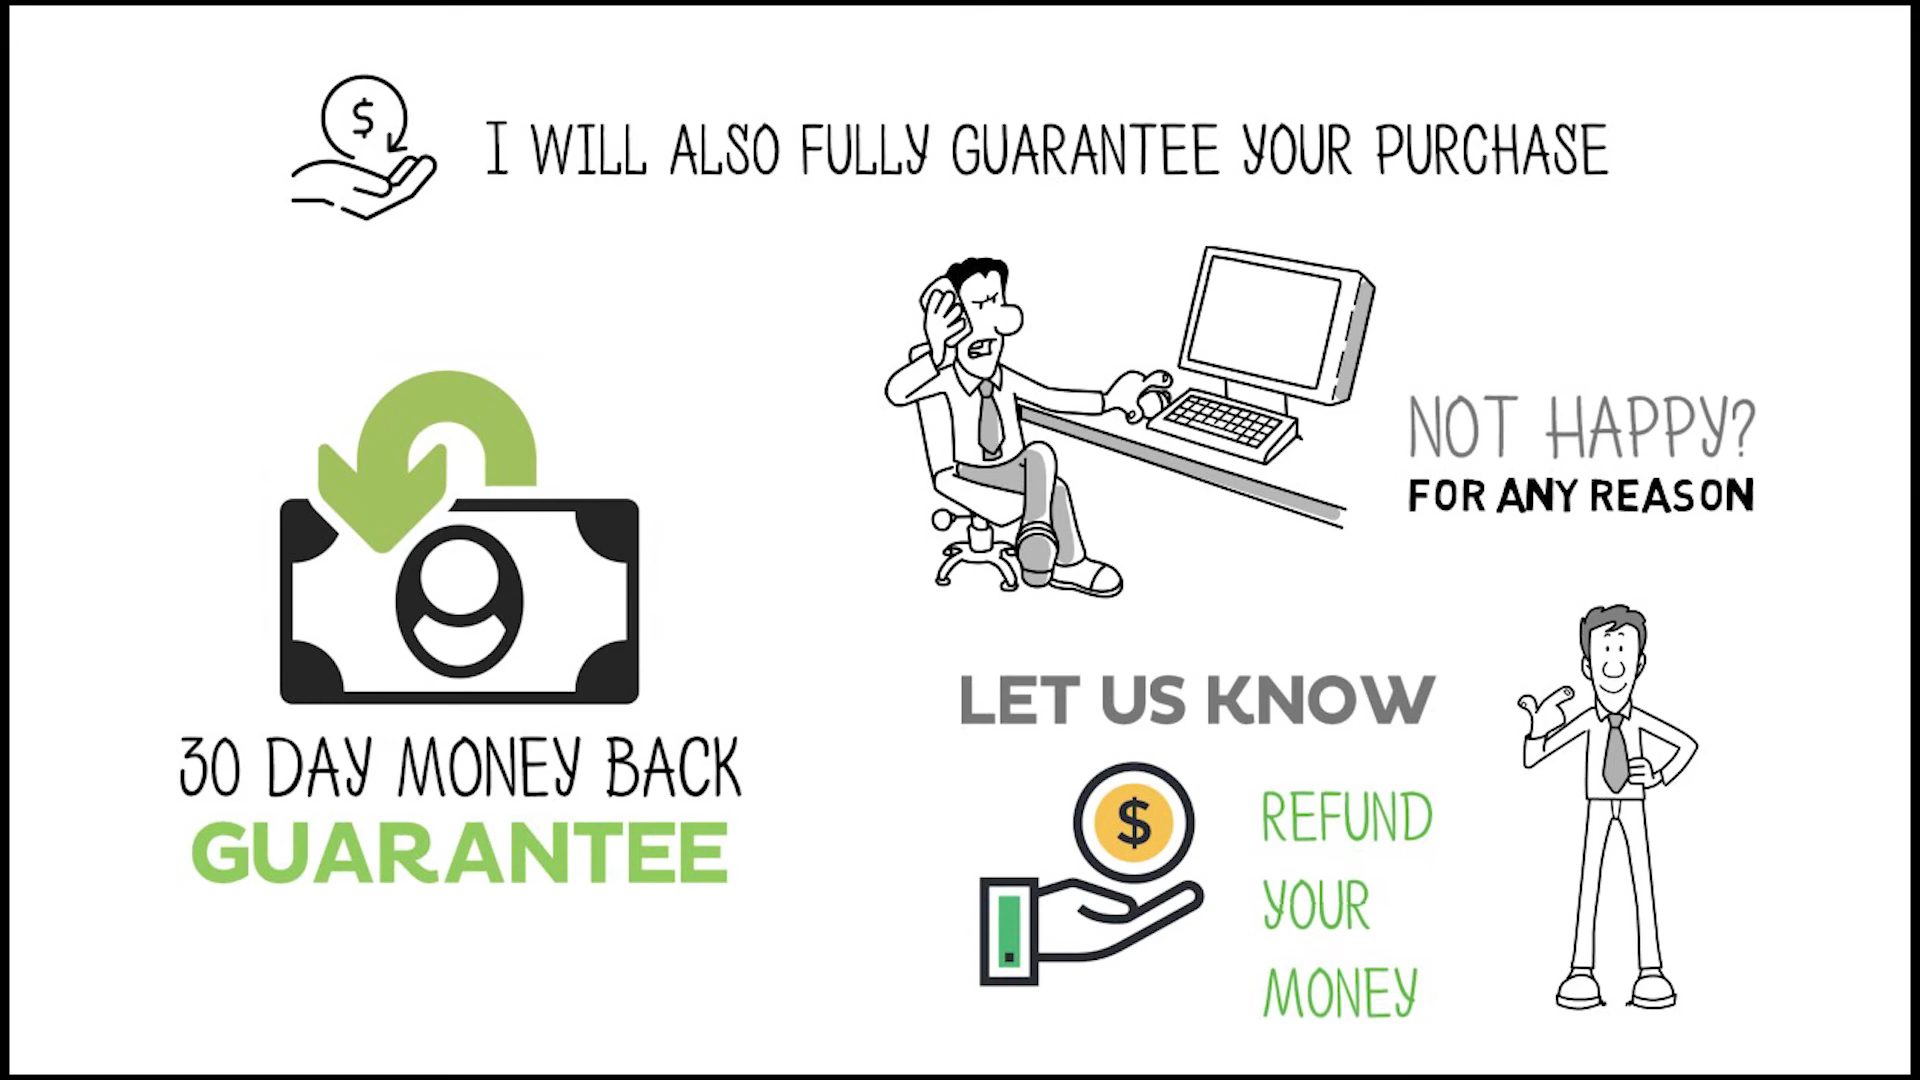 $
I WILL ALSO FULLY GUARANTEE YOUR PURCHASE
30 DAY MONEY BACK
GUARANTEE
NOT HAPPY?
FOR ANY REASON
LET US KNOW
$
REFUND
YOUR
MONEY